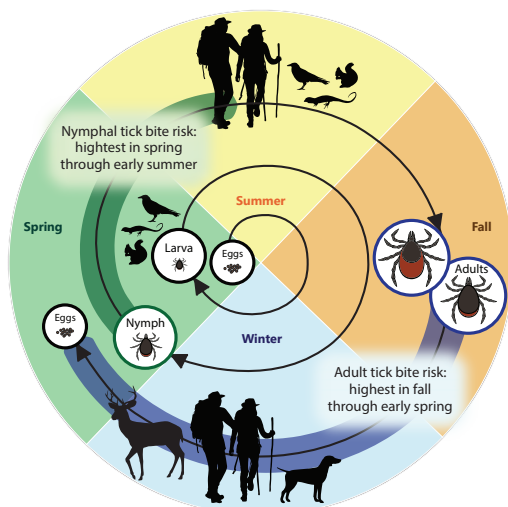 Nymphal tick bite risk:
hightest in spring
through early summer
Summer
Spring
Fall
Larva
Eggs
Adults
Eggs
Nymph
Winter
Adult tick bite risk:
highest in fall
through early spring